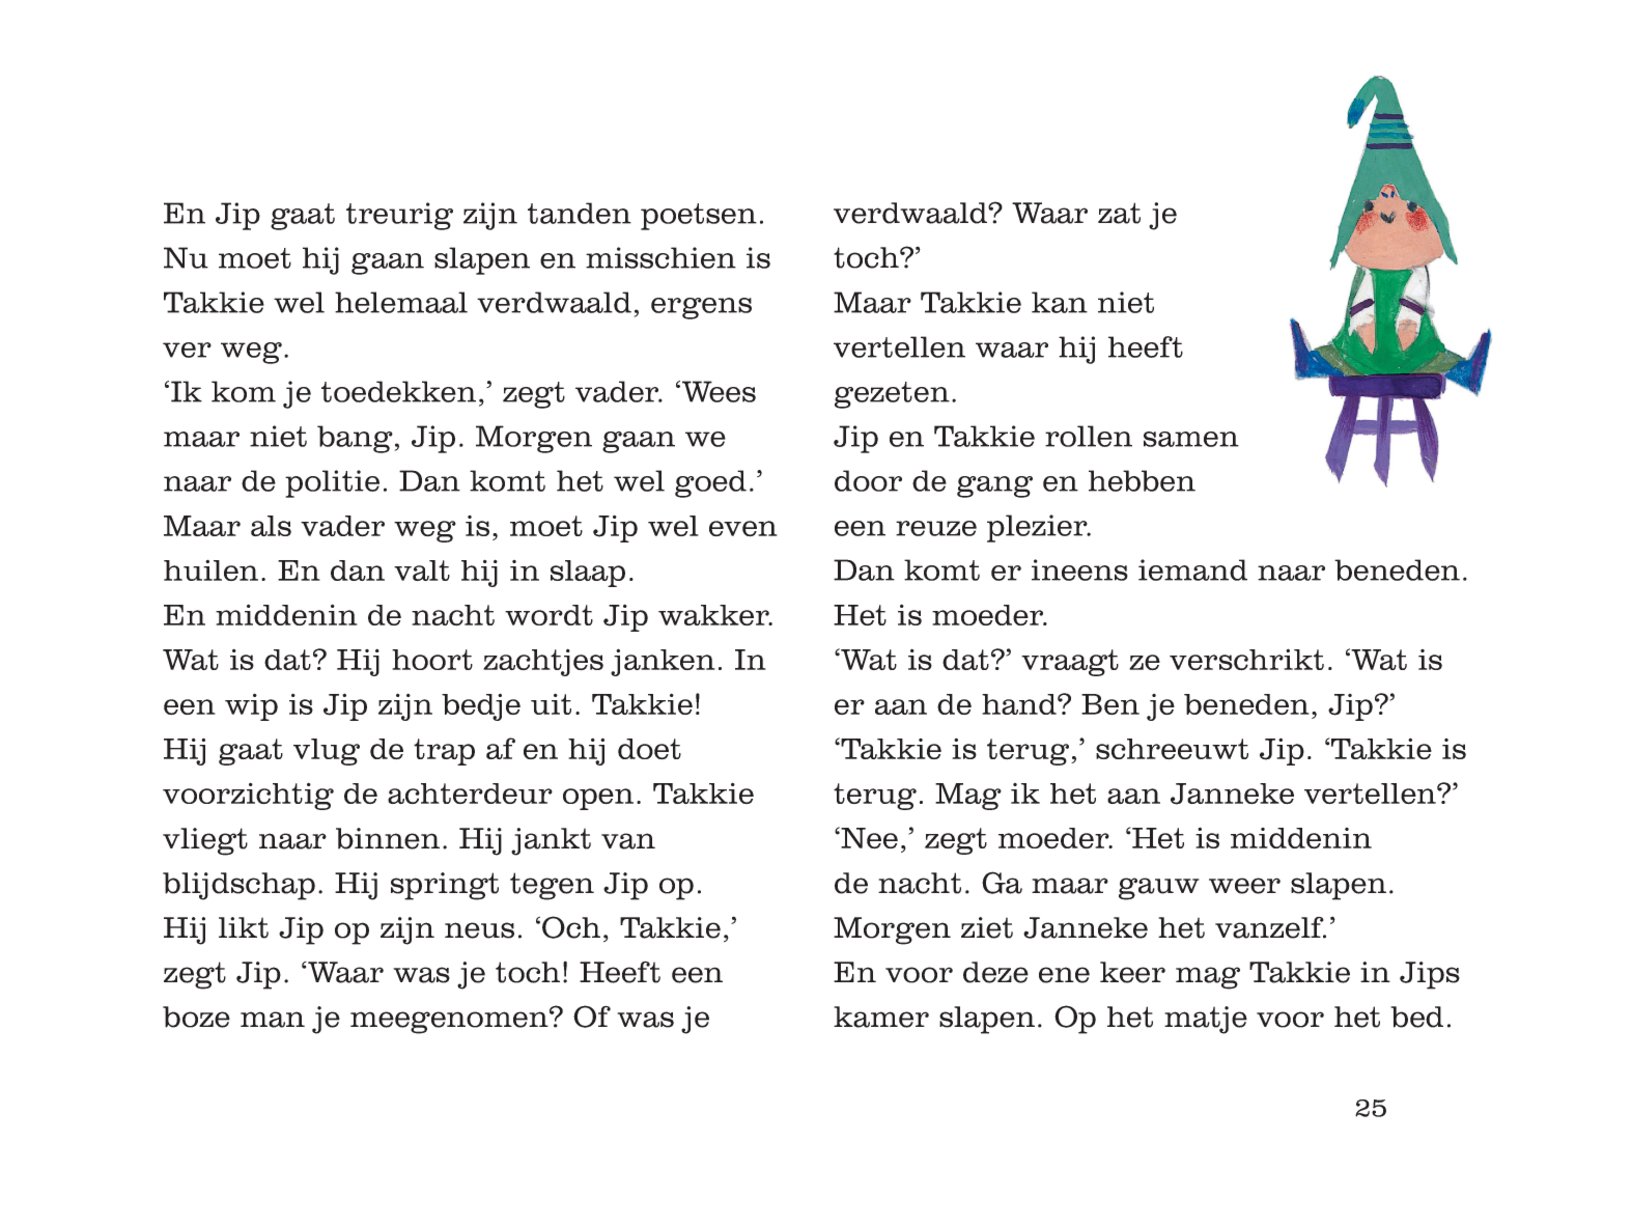 En Jip gaat treurig zijn tanden poetsen.
Nu moet hij gaan slapen en misschien is
Takkie wel helemaal verdwaald, ergens
ver weg.
‘Ik kom je toedekken,’ zegt vader. ‘Wees
maar niet bang, Jip. Morgen gaan we
naar de politie. Dan komt het wel goed.’
Maar als vader weg is, moet Jip wel even
huilen. En dan valt hij in slaap.
En middenin de nacht wordt Jip wakker.
Wat is dat? Hij hoort zachtjes janken. In
een wip is Jip zijn bedje uit. Takkie!
Hij gaat vlug de trap af en hij doet
voorzichtig de achterdeur open. Takkie
vliegt naar binnen. Hij jankt van
blijdschap. Hij springt tegen Jip op.
Hij likt Jip op zijn neus. ‘Och, Takkie,’
zegt Jip. ‘Waar was je toch! Heeft een
boze man je meegenomen? Of was je
verdwaald? Waar zat je
toch?’
Maar Takkie kan niet
vertellen waar hij heeft
gezeten.
Jip en Takkie rollen samen
door de gang en hebben
een reuze plezier.
Dan komt er ineens iemand naar beneden.
Het is moeder.
‘Wat is dat?’ vraagt ze verschrikt. ‘Wat is
er aan de hand? Ben je beneden, Jip?’
‘Takkie is terug,’ schreeuwt Jip. ‘Takkie is
terug. Mag ik het aan Janneke vertellen?’
‘Nee,’ zegt moeder. ‘Het is middenin
de nacht. Ga maar gauw weer slapen.
Morgen ziet Janneke het vanzelf.’
En voor deze ene keer mag Takkie in Jips
kamer slapen. Op het matje voor het bed.
25